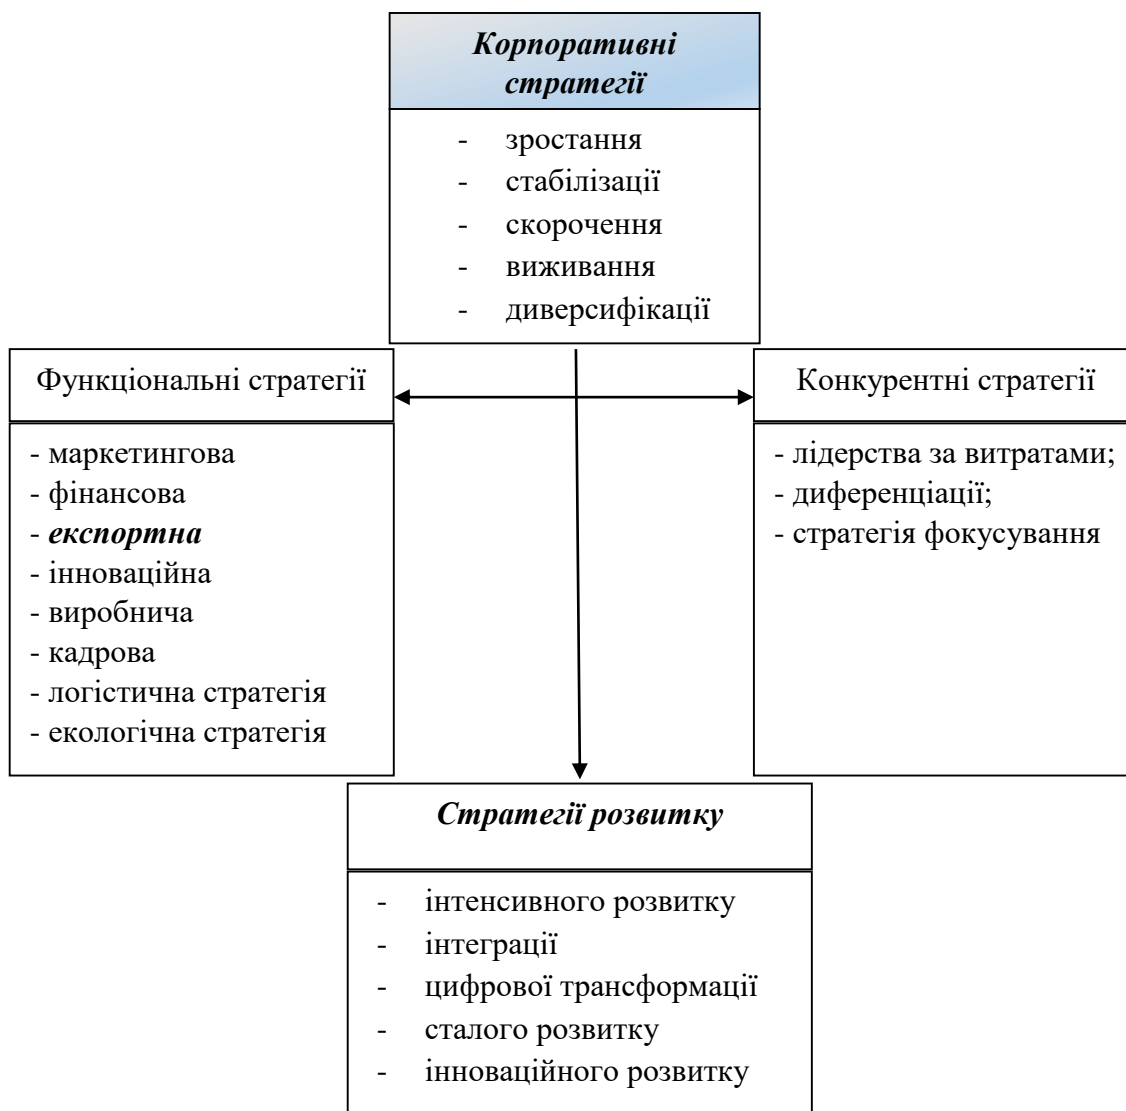 Корпоративні
стратегії
- зростання
- стабілізації
- скорочення
- виживання
- диверсифікації
Функціональні стратегії
- маркетингова
- фінансова
- експортна
- інноваційна
- виробнича
- кадрова
- логістична стратегія
- екологічна стратегія
Конкурентні стратегії
- лідерства за витратами;
- диференціації;
- стратегія фокусування
Стратегії розвитку
- інтенсивного розвитку
- інтеграції
- цифрової трансформації
- сталого розвитку
- інноваційного розвитку